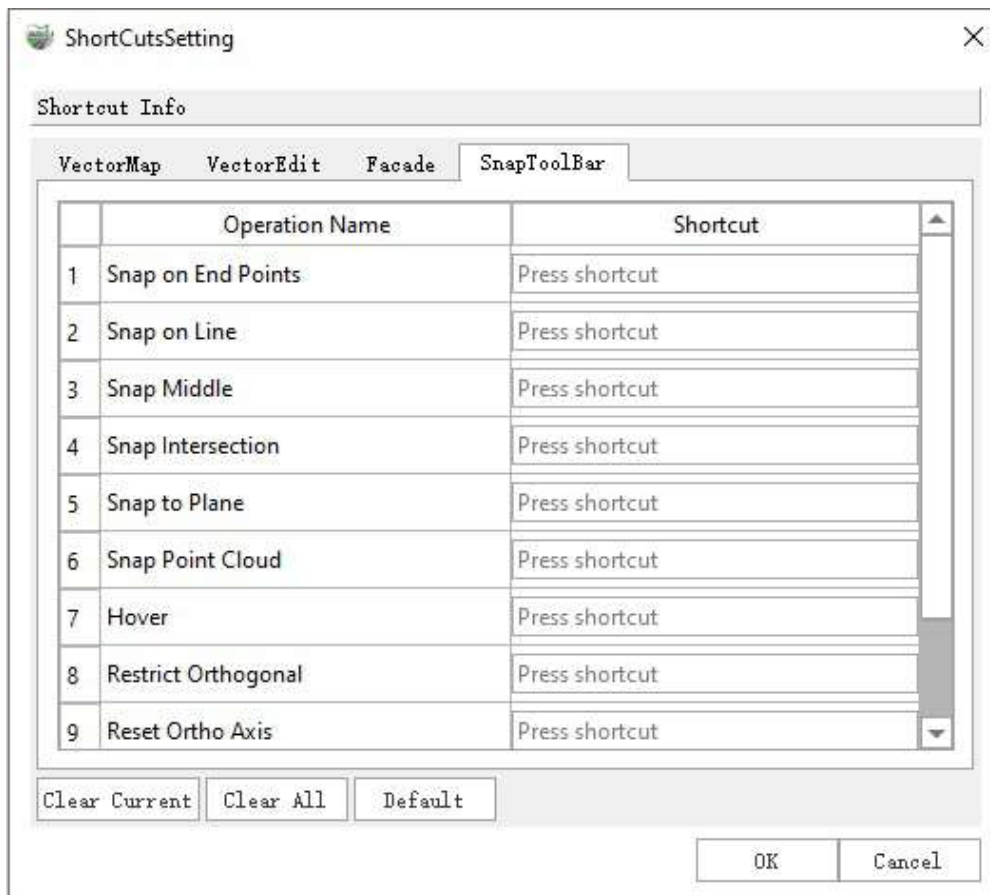 ShortCutsSetting
Shortcut Info
VectorMap VectorEdit Facade SnapToolBar
Operation Name Shortcut
1 Snap on End Points Press shortcut
2 Snap on Line Press shortcut
3 Snap Middle Press shortcut
4 Snap Intersection Press shortcut
5 Snap to Plane Press shortcut
6 Snap Point Cloud Press shortcut
7 Hover Press shortcut
8 Restrict Orthogonal Press shortcut
9 Reset Ortho Axis Press shortcut
Clear Current Clear All Default
OK Cancel